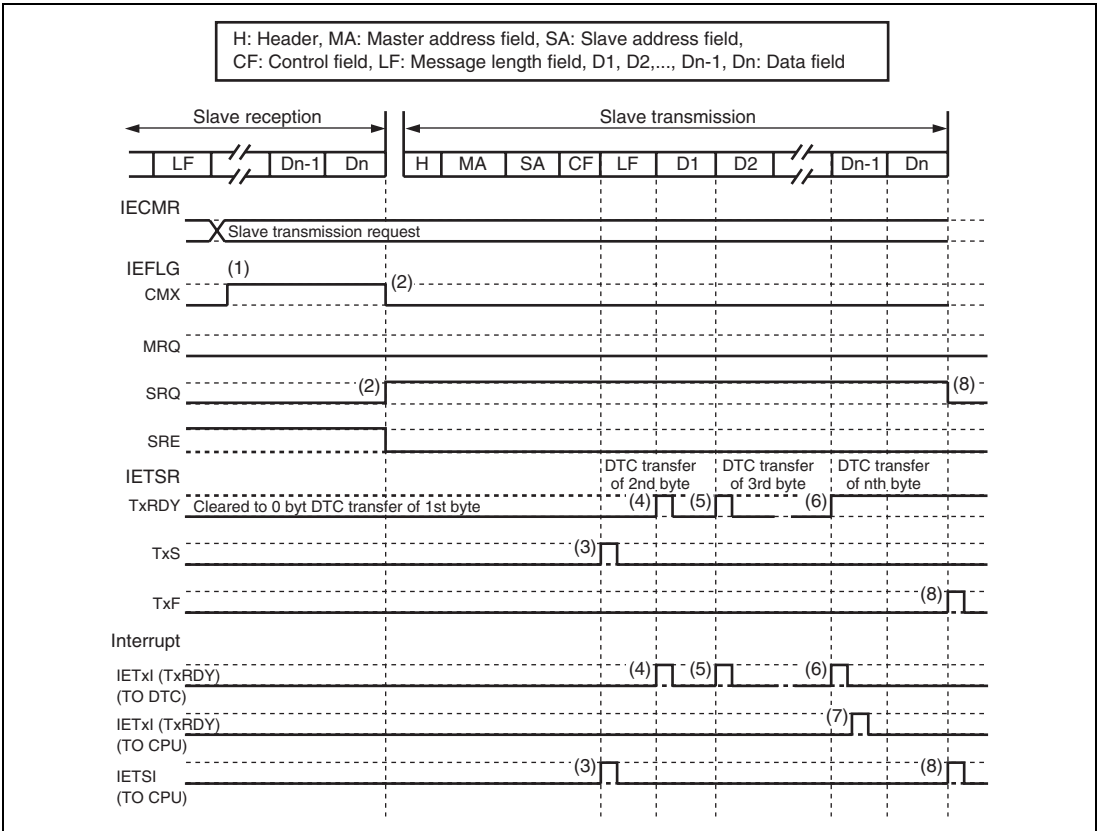 H: Header, MA: Master address field, SA: Slave address field,
CF: Control field, LF: Message length field, D1, D2,..., Dn-1, Dn: Data field
Slave reception Slave transmission
LF Dn-1 Dn H MA SA CF LF D1 D2 Dn-1 Dn
IECMR
Slave transmission request
IEFLG (1)
CMX (2)
MRQ
SRQ (2) (8)
SRE
IETSR
DTC transfer DTC transfer DTC transfer
of 2nd byte of 3rd byte of nth byte
TxRDY Cleared to 0 byt DTC transfer of 1st byte (4) (5) (6)
TxS (3)
TxF (8)
Interrupt
IETxI (TxRDY) (4) (5) (6)
(TO DTC)
IETxI (TxRDY) (7)
(TO CPU)
IETSI (3) (8)
(TO CPU)